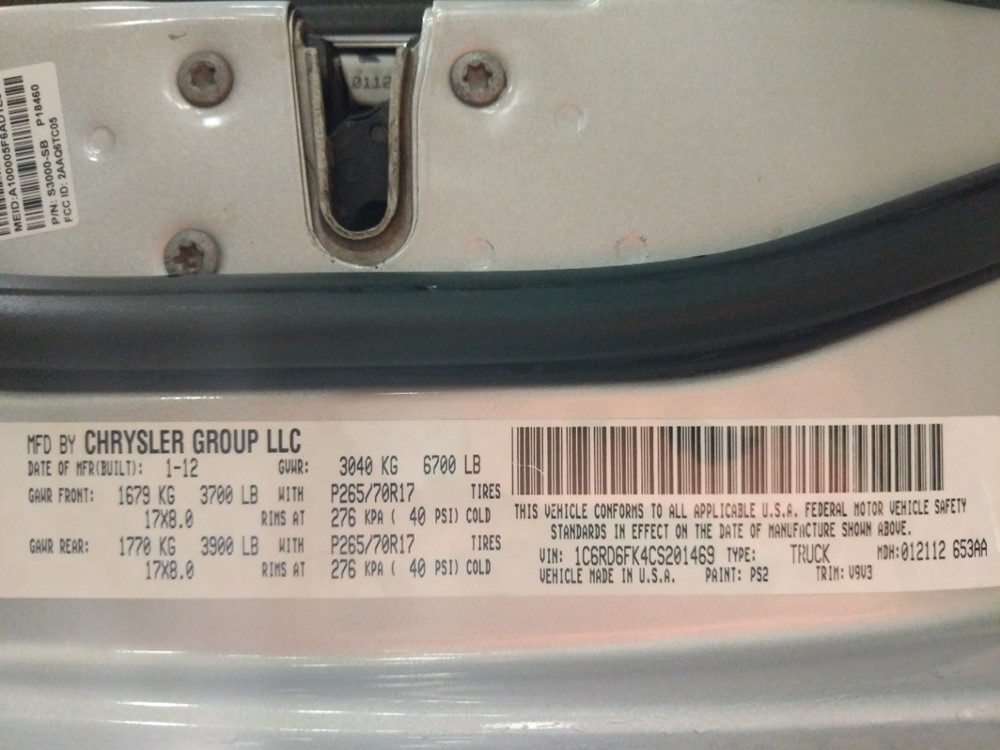 0112
MEID:A100005F6AD1E
P/N: S3000-SB P18460
FCC ID: 2AAQ6TC05
MFD BY CHRYSLER GROUP LLC
DATE OF MFR(BUILT): 1-12 GVWR: 3040 KG 6700 LB
GAWR FRONT: 1679 KG 3700 LB WITH P265/70R17 TIRES
17X8.0 RIMS AT 276 KPA ( 40 PSI) COLD
GAWR REAR: 1770 KG 3900 LB WITH P265/70R17 TIRES
17X8.0 RIMS AT 276 KPA ( 40 PSI) COLD
THIS VEHICLE CONFORMS TO ALL APPLICABLE U.S.A. FEDERAL MOTOR VEHICLE SAFETY
STANDARDS IN EFFECT ON THE DATE OF MANUFACTURE SHOWN ABOVE.
VIN: 1C6RD6FK4CS201469 TYPE: TRUCK MDH:012112 653AA
VEHICLE MADE IN U.S.A. PAINT: PS2 TRIM: V9V3